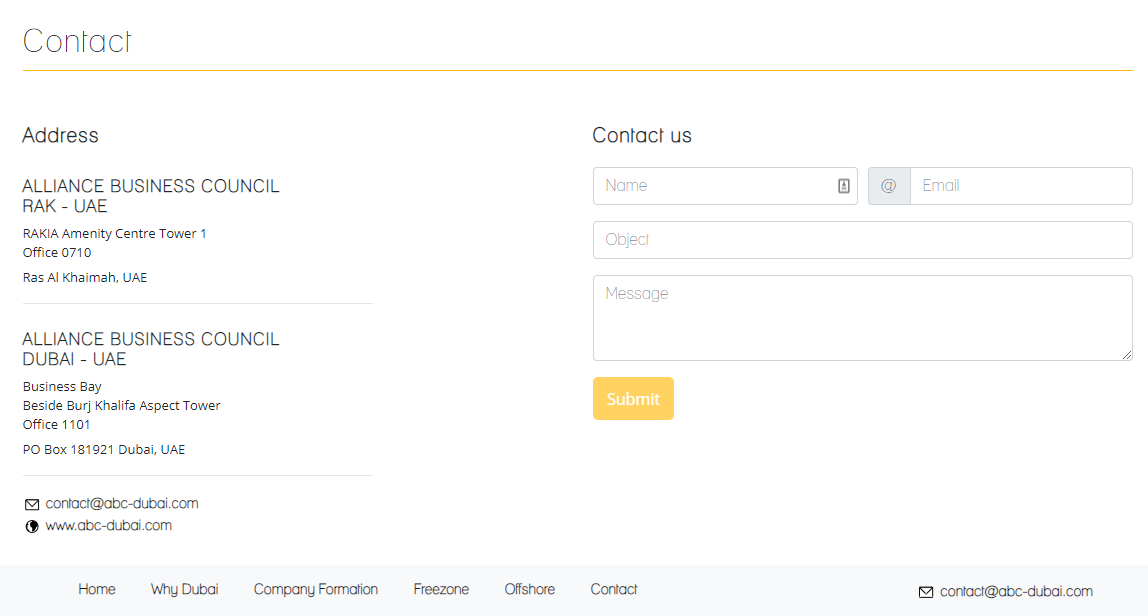 Contact
Address
ALLIANCE BUSINESS COUNCIL
RAK - UAE
RAKIA Amenity Centre Tower 1
Office 0710
Ras Al Khaimah, UAE
ALLIANCE BUSINESS COUNCIL
DUBAI - UAE
Business Bay
Beside Burj Khalifa Aspect Tower
Office 1101
PO Box 181921 Dubai, UAE
contact@abc-dubai.com
www.abc-dubai.com
Contact us
Name
@ Email
Object
Message
Submit
Home Why Dubai Company Formation Freezone Offshore Contact contact@abc-dubai.com